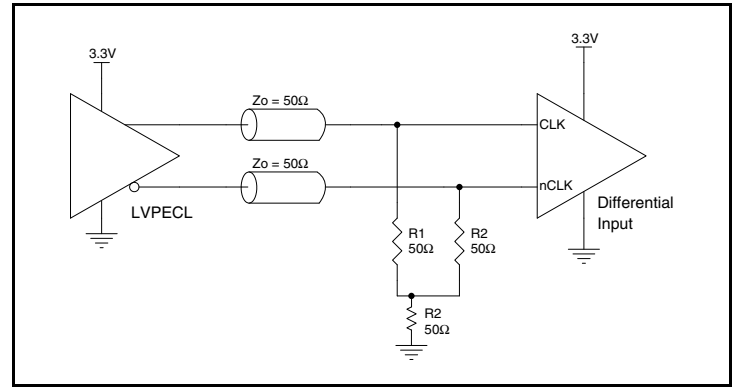 3.3V
3.3V
Zo = 50Ω
CLK
Zo = 50Ω
nCLK
LVPECL
Differential
Input
R1
50Ω
R2
50Ω
R2
50Ω